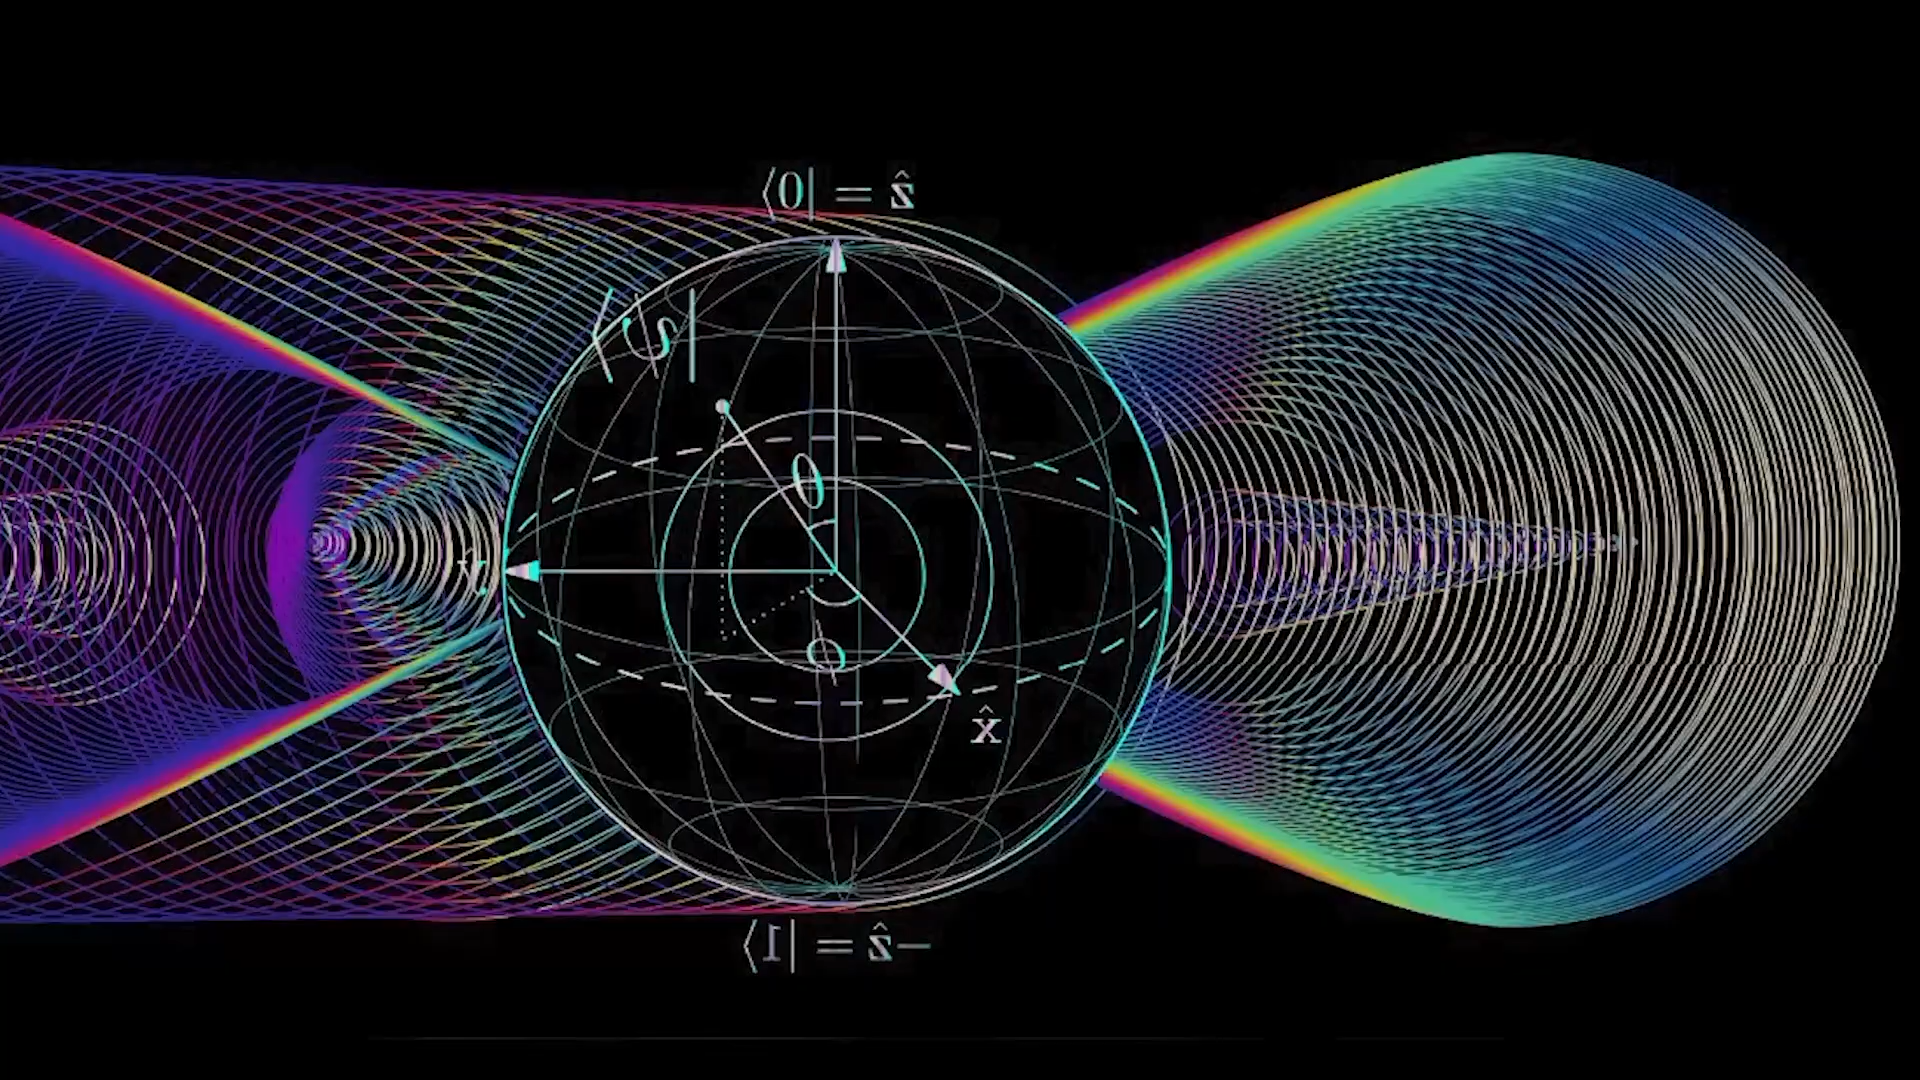 ẑ = |0⟩
|ψ⟩
θ
ŷ
φ
x̂
−ẑ = |1⟩